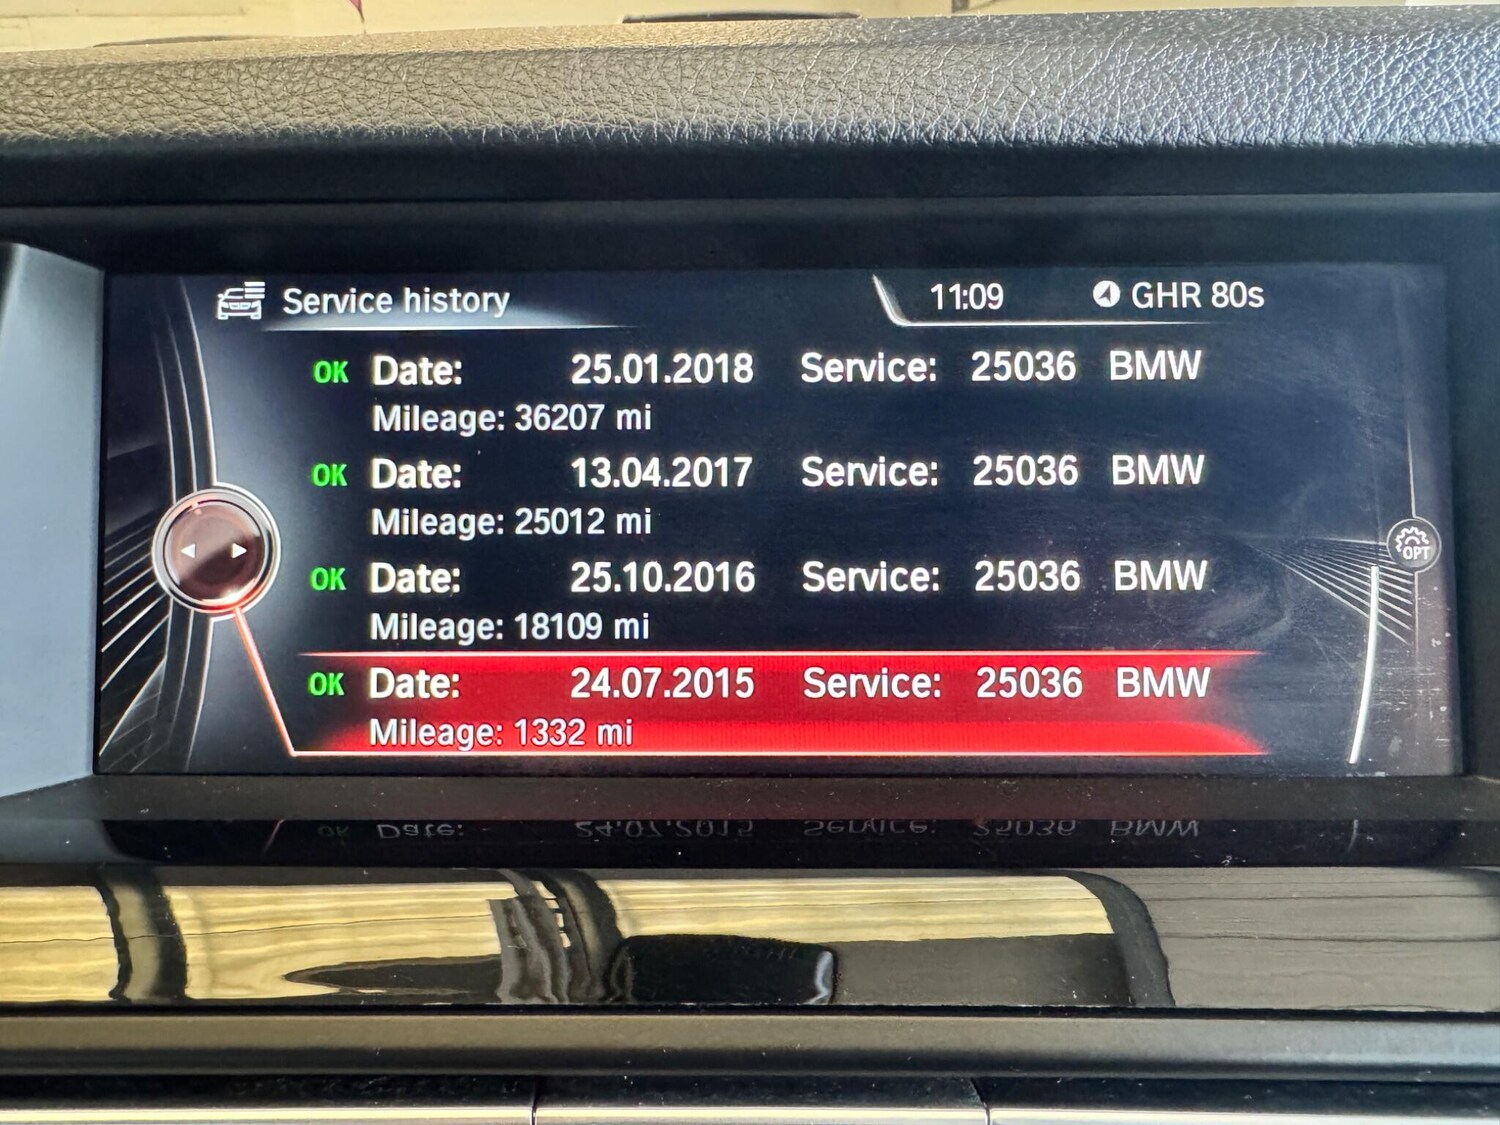 Service history 11:09 GHR 80s
OK Date: 25.01.2018 Service: 25036 BMW
Mileage: 36207 mi
OK Date: 13.04.2017 Service: 25036 BMW
Mileage: 25012 mi
OK Date: 25.10.2016 Service: 25036 BMW
Mileage: 18109 mi
OPT
OK Date: 24.07.2015 Service: 25036 BMW
Mileage: 1332 mi